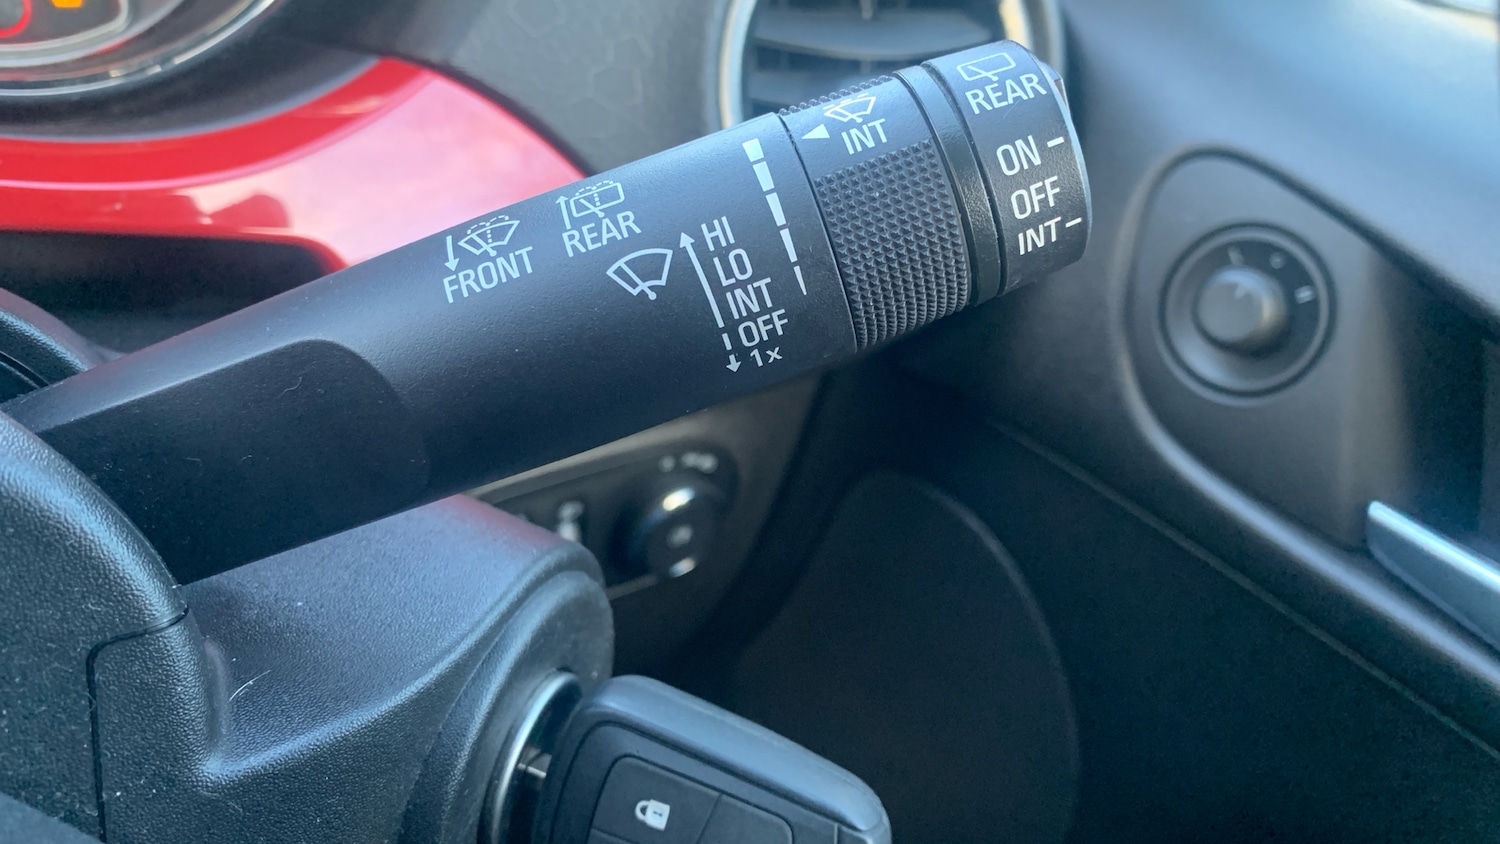 FRONT
REAR
HI
LO
INT
OFF
1x
INT
REAR
ON
OFF
INT